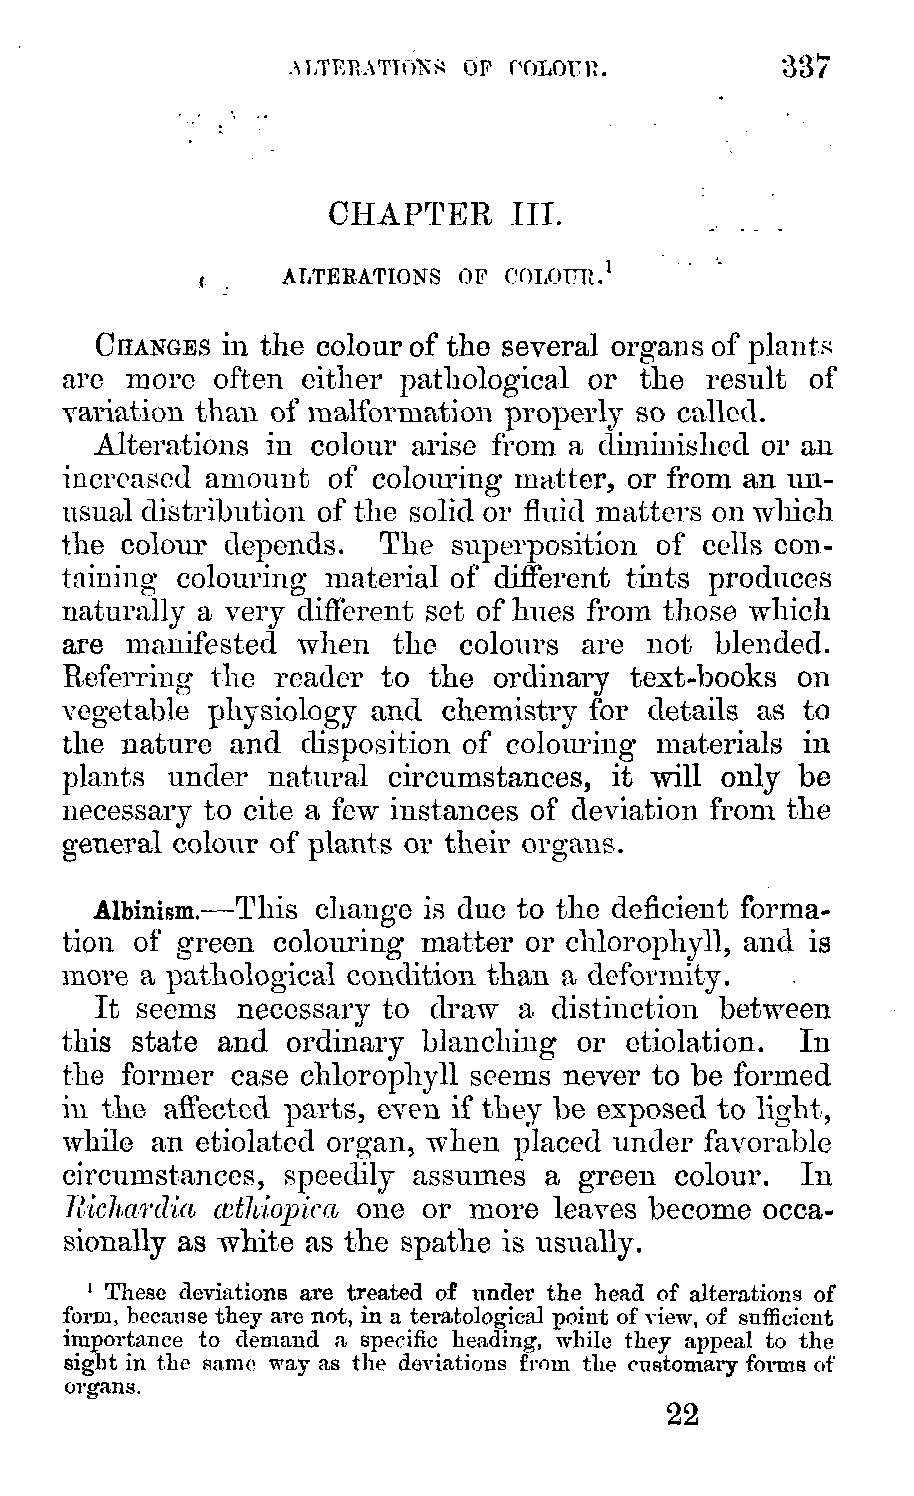 ALTERATIONS OF COLOUR. 337
CHAPTER III.
ALTERATIONS OF COLOUR.¹
CHANGES in the colour of the several organs of plants
are more often either pathological or the result of
variation than of malformation properly so called.
Alterations in colour arise from a diminished or an
increased amount of colouring matter, or from an un-
usual distribution of the solid or fluid matters on which
the colour depends. The superposition of cells con-
taining colouring material of different tints produces
naturally a very different set of hues from those which
are manifested when the colours are not blended.
Referring the reader to the ordinary text-books on
vegetable physiology and chemistry for details as to
the nature and disposition of colouring materials in
plants under natural circumstances, it will only be
necessary to cite a few instances of deviation from the
general colour of plants or their organs.
Albinism.—This change is due to the deficient forma-
tion of green colouring matter or chlorophyll, and is
more a pathological condition than a deformity.
It seems necessary to draw a distinction between
this state and ordinary blanching or etiolation. In
the former case chlorophyll seems never to be formed
in the affected parts, even if they be exposed to light,
while an etiolated organ, when placed under favorable
circumstances, speedily assumes a green colour. In
Richardia æthiopica one or more leaves become occa-
sionally as white as the spathe is usually.
¹ These deviations are treated of under the head of alterations of
form, because they are not, in a teratological point of view, of sufficient
importance to demand a specific heading, while they appeal to the
sight in the same way as the deviations from the customary forms of
organs.
22